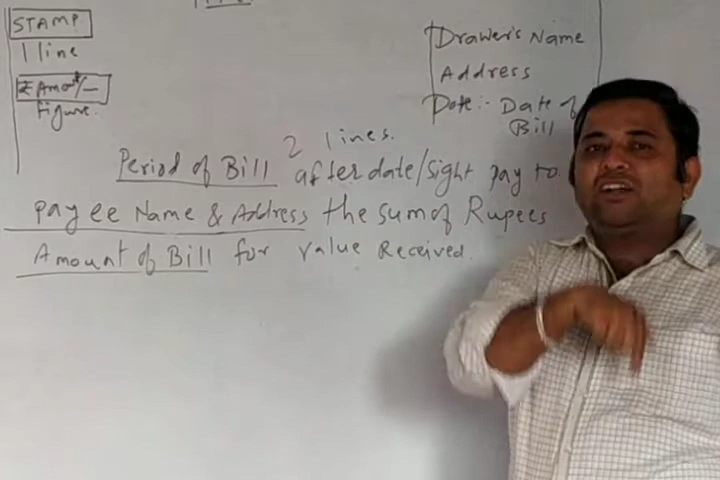 STAMP
1 line
₹ Amount/-
figure.
Drawer's Name
Address
Date:- Date of
Bill
2 lines.
Period of Bill after date/sight pay to
Payee Name & Address the sum of Rupees
Amount of Bill for value Received.